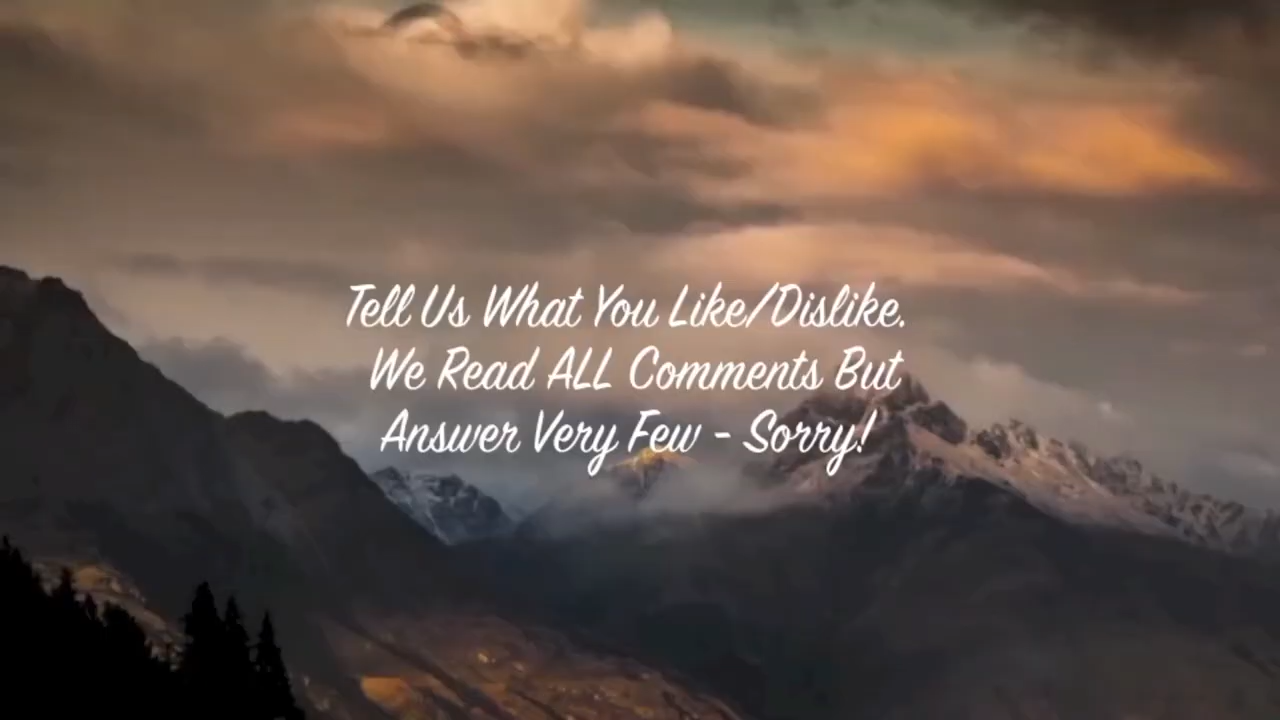 Tell Us What You Like/Dislike.
We Read ALL Comments But
Answer Very Few - Sorry!